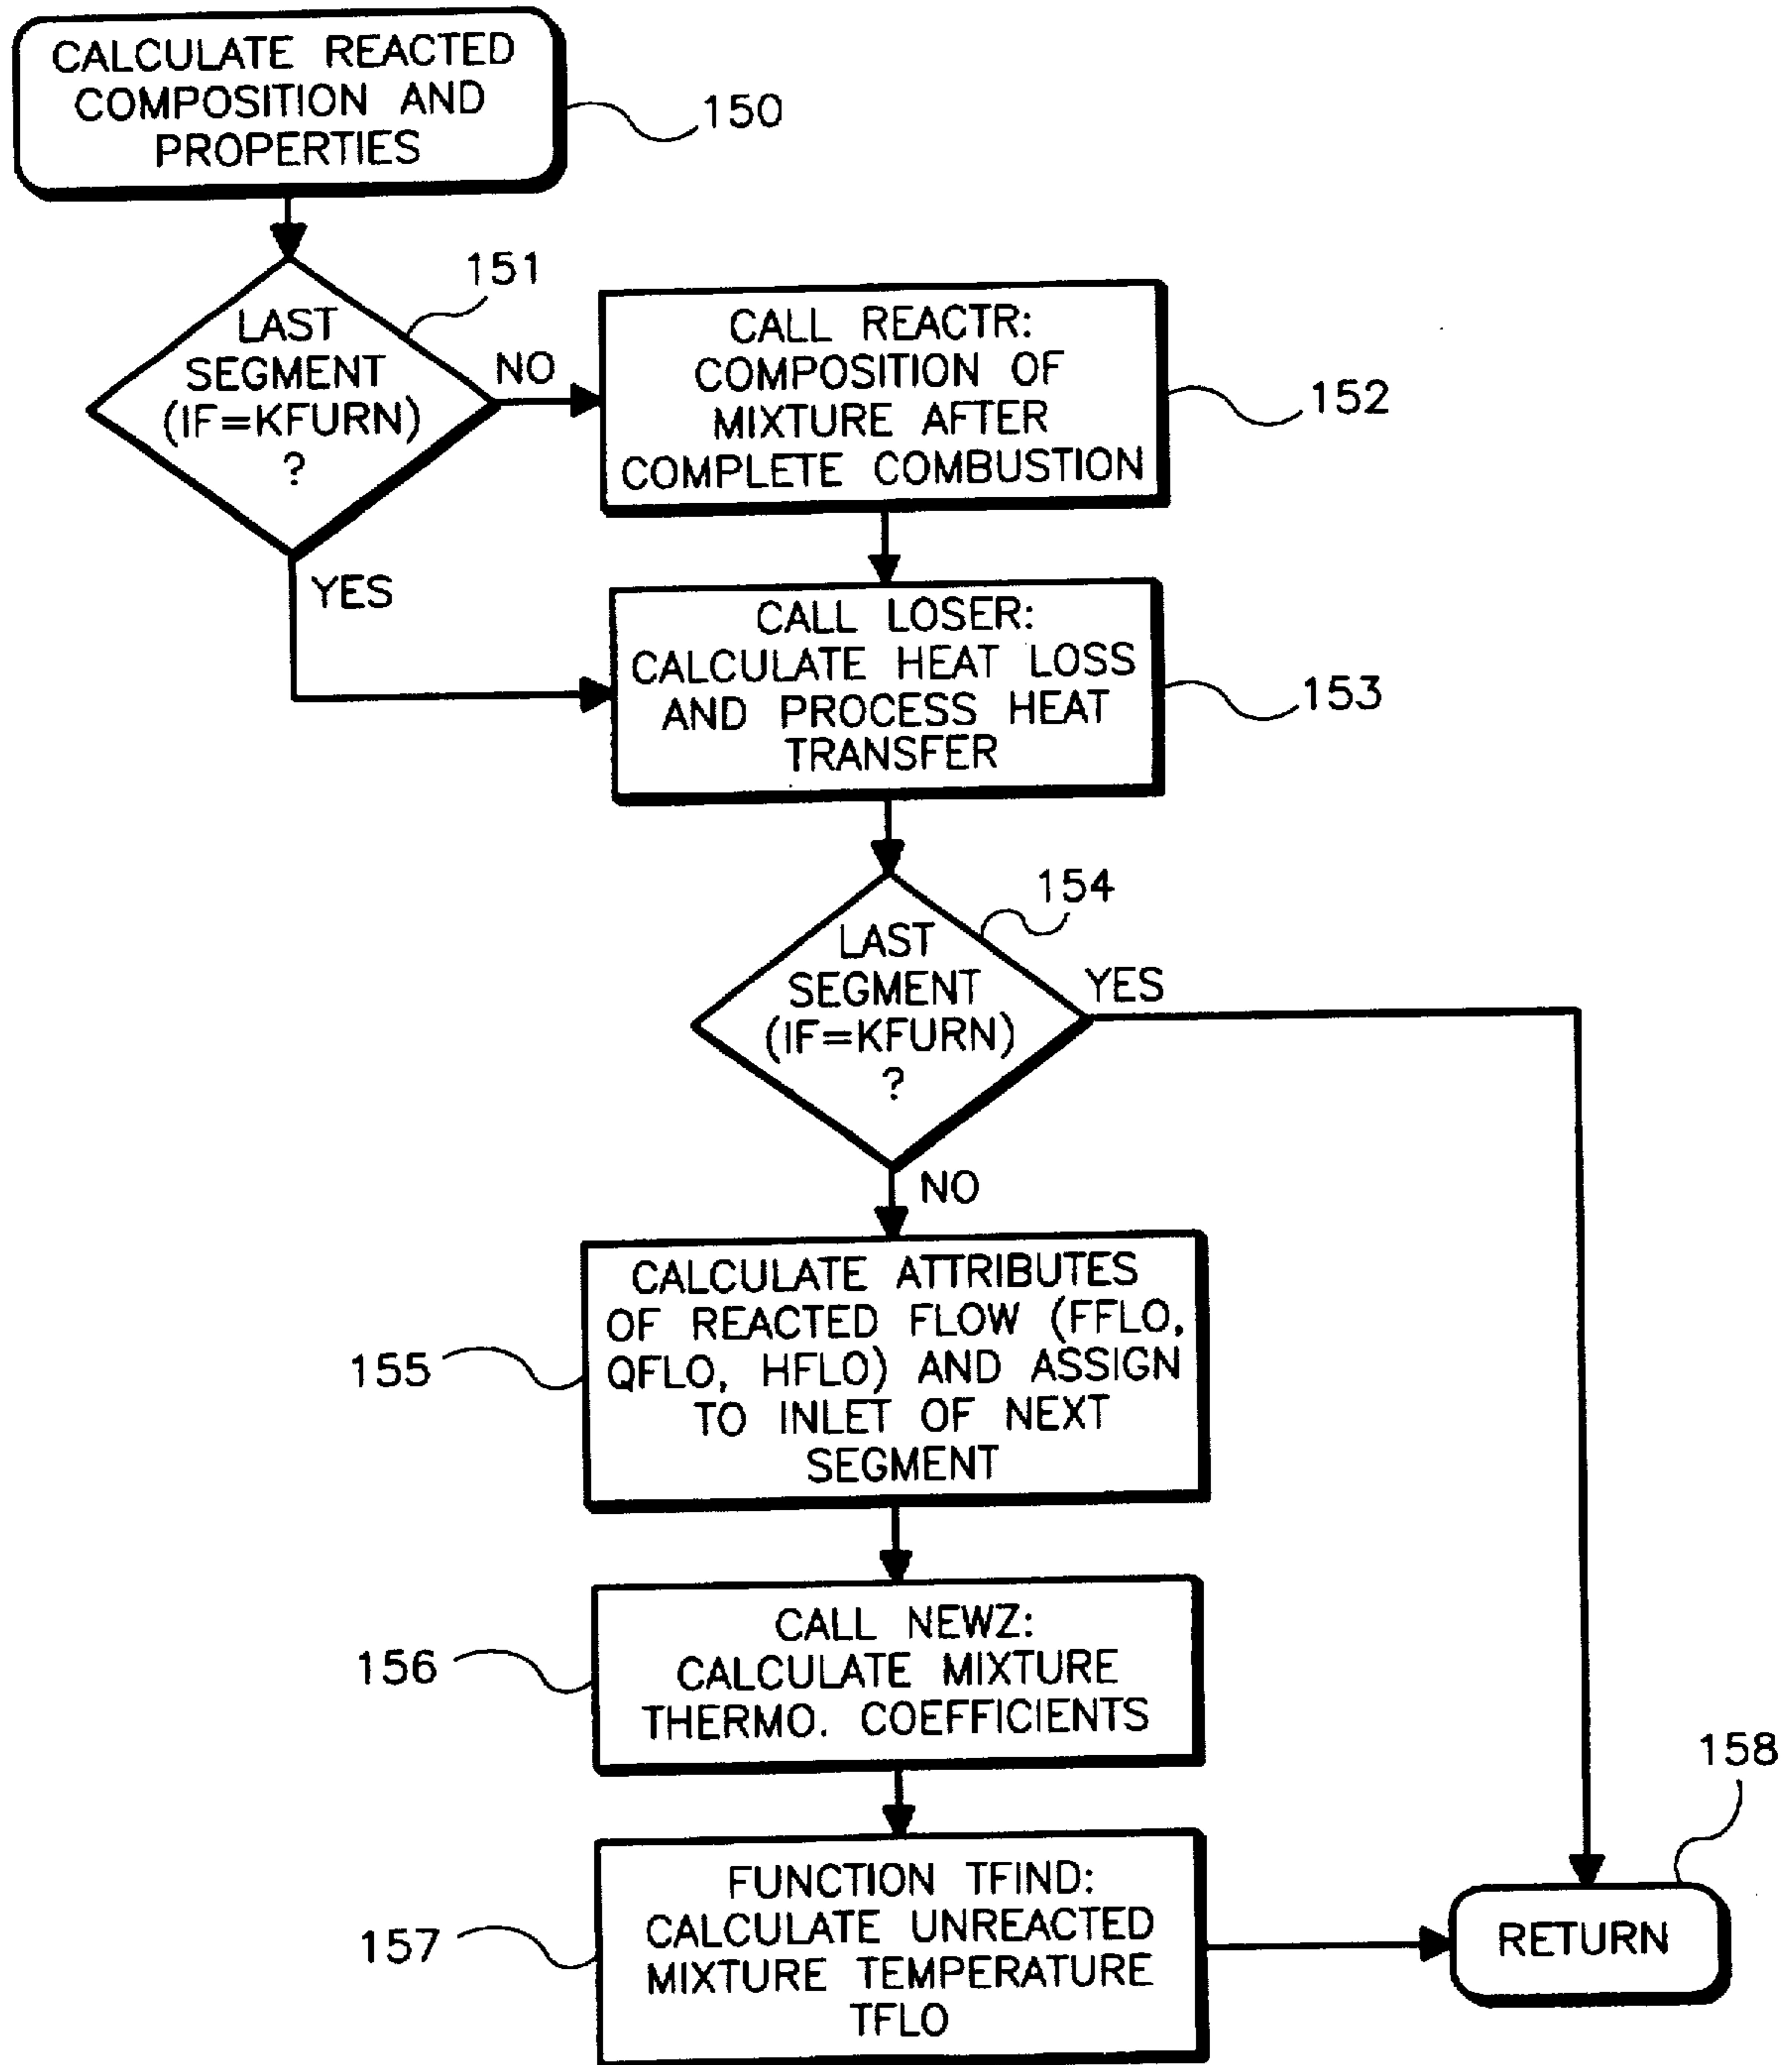 CALCULATE REACTED
COMPOSITION AND
PROPERTIES
150
151
LAST
SEGMENT
(IF=KFURN)
?
NO
YES
CALL REACTR:
COMPOSITION OF
MIXTURE AFTER
COMPLETE COMBUSTION
152
CALL LOSER:
CALCULATE HEAT LOSS
AND PROCESS HEAT
TRANSFER
153
154
LAST
SEGMENT
(IF=KFURN)
?
YES
NO
CALCULATE ATTRIBUTES
OF REACTED FLOW (FFLO,
QFLO, HFLO) AND ASSIGN
TO INLET OF NEXT
SEGMENT
155
CALL NEWZ:
CALCULATE MIXTURE
THERMO. COEFFICIENTS
156
FUNCTION TFIND:
CALCULATE UNREACTED
MIXTURE TEMPERATURE
TFLO
157
158
RETURN